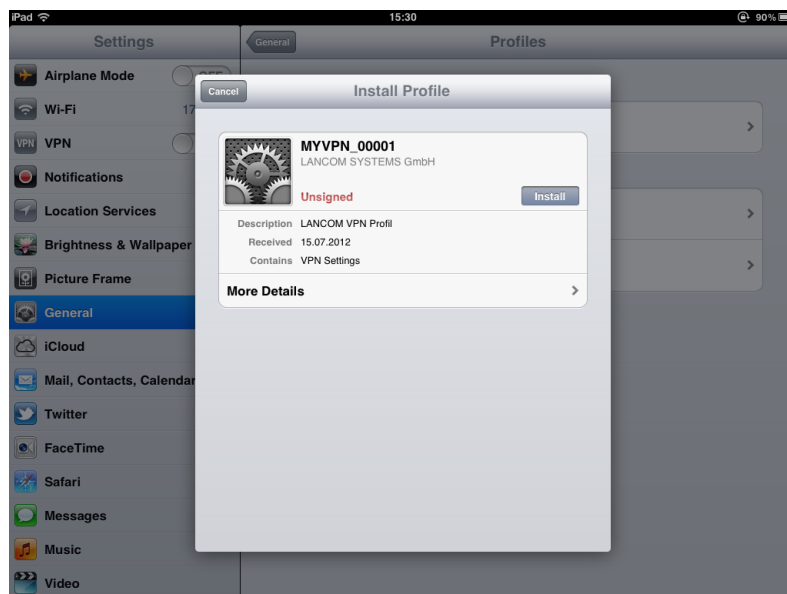 iPad 15:30 90%
Settings
General Profiles
Airplane Mode
Wi-Fi 17
VPN VPN
Notifications
Location Services
Brightness & Wallpaper
Picture Frame
General
iCloud
Mail, Contacts, Calendar
Twitter
FaceTime
Safari
Messages
Music
Video
Cancel Install Profile
MYVPN_00001
LANCOM SYSTEMS GmbH
Unsigned Install
Description LANCOM VPN Profil
Received 15.07.2012
Contains VPN Settings
More Details